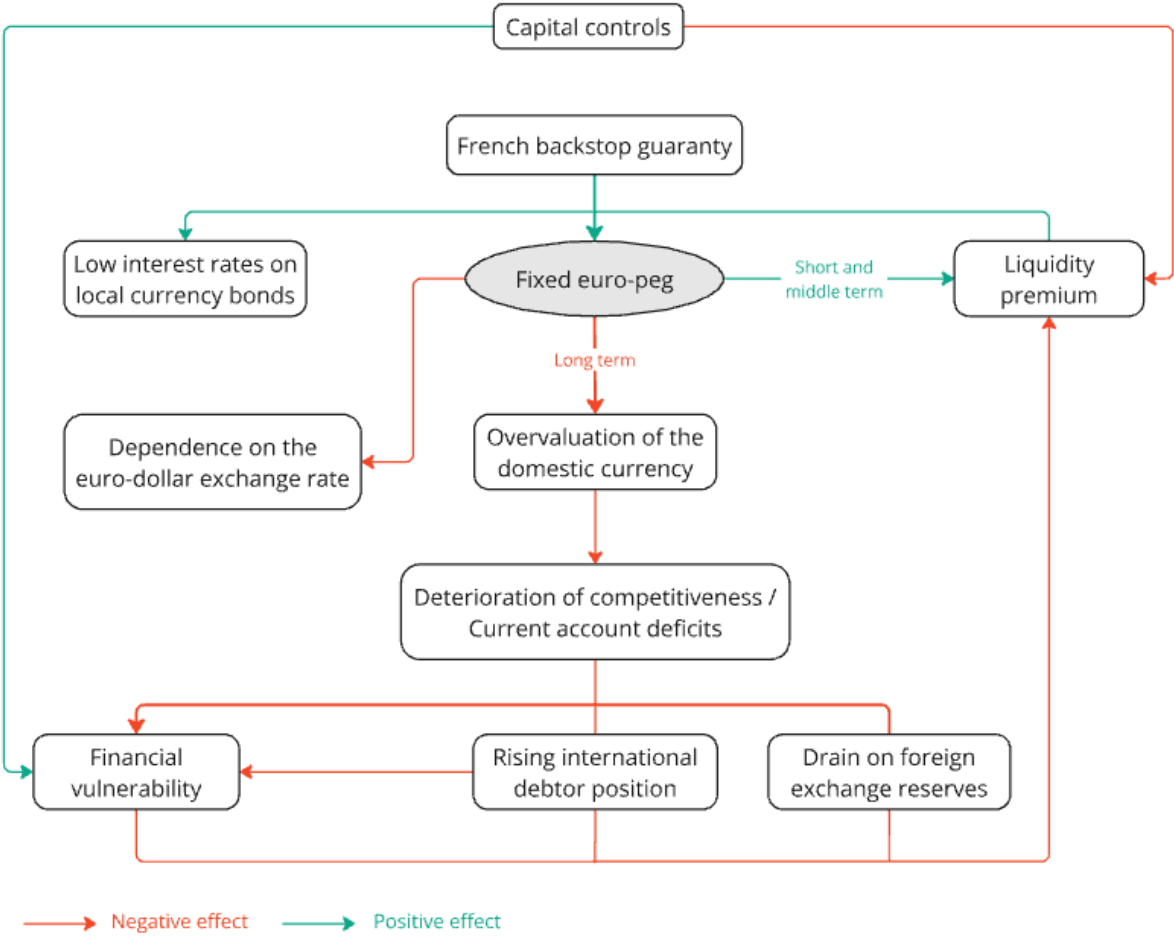 Capital controls
French backstop guaranty
Low interest rates on
local currency bonds
Fixed euro-peg
Short and
middle term
Liquidity
premium
Long term
Dependence on the
euro-dollar exchange rate
Overvaluation of the
domestic currency
Deterioration of competitiveness /
Current account deficits
Financial
vulnerability
Rising international
debtor position
Drain on foreign
exchange reserves
Negative effect
Positive effect